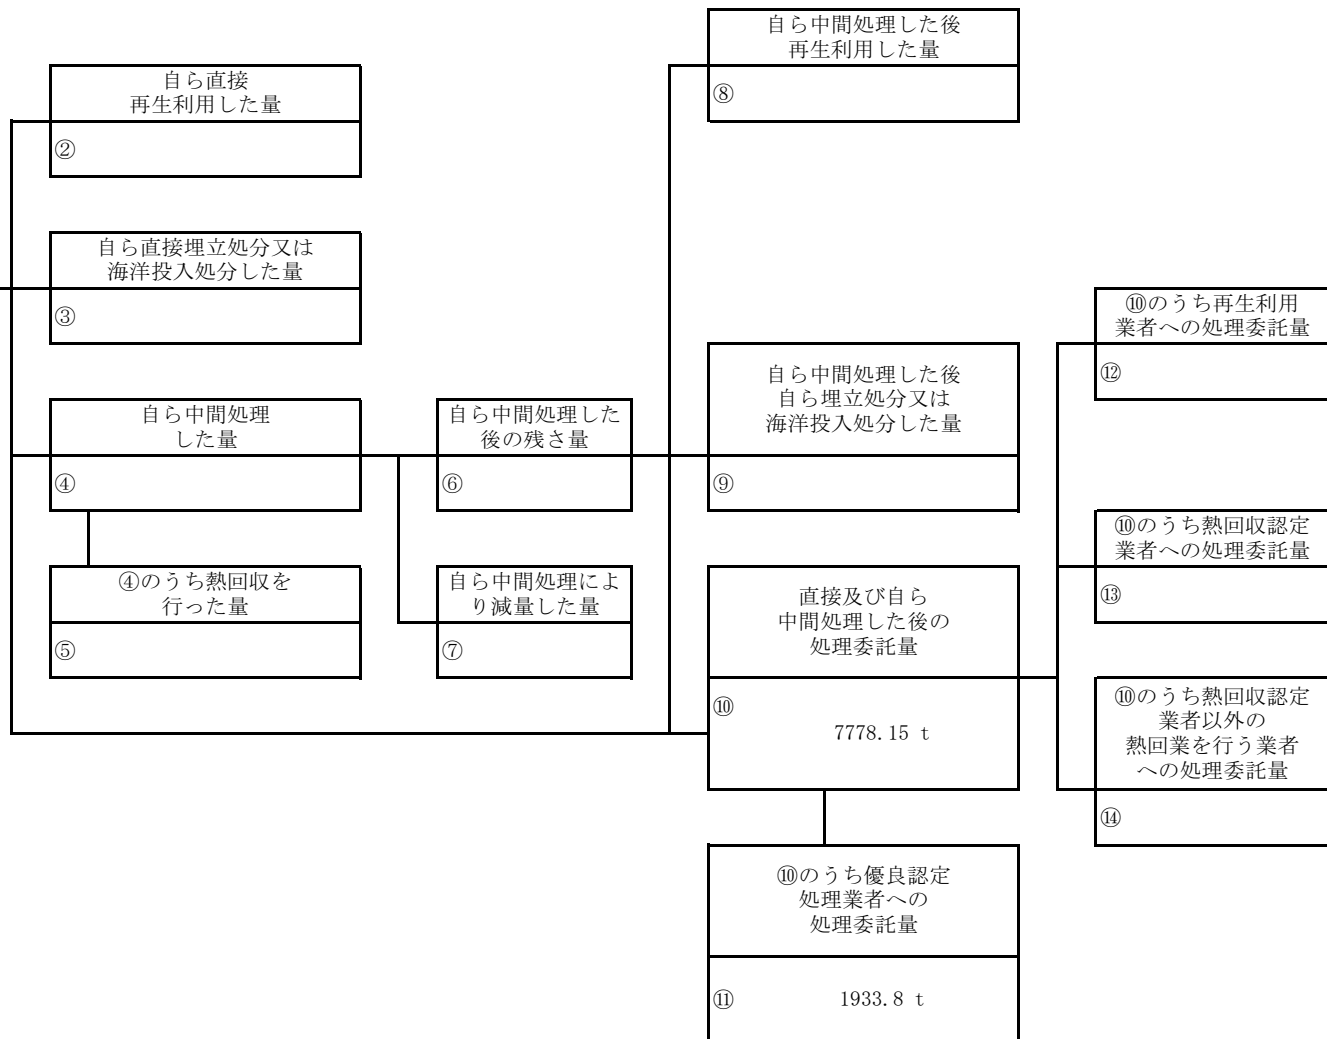 自ら中間処理した後
再生利用した量
⑧
自ら直接
再生利用した量
②
自ら直接埋立処分又は
海洋投入処分した量
③
⑩のうち再生利用
業者への処理委託量
⑫
自ら中間処理した後
自ら埋立処分又は
海洋投入処分した量
⑨
自ら中間処理
した量
④
自ら中間処理した
後の残さ量
⑥
⑩のうち熱回収認定
業者への処理委託量
⑬
④のうち熱回収を
行った量
⑤
自ら中間処理によ
り減量した量
⑦
直接及び自ら
中間処理した後の
処理委託量
⑩
7778.15 t
⑩のうち熱回収認定
業者以外の
熱回業を行う業者
への処理委託量
⑭
⑩のうち優良認定
処理業者への
処理委託量
⑪ 1933.8 t